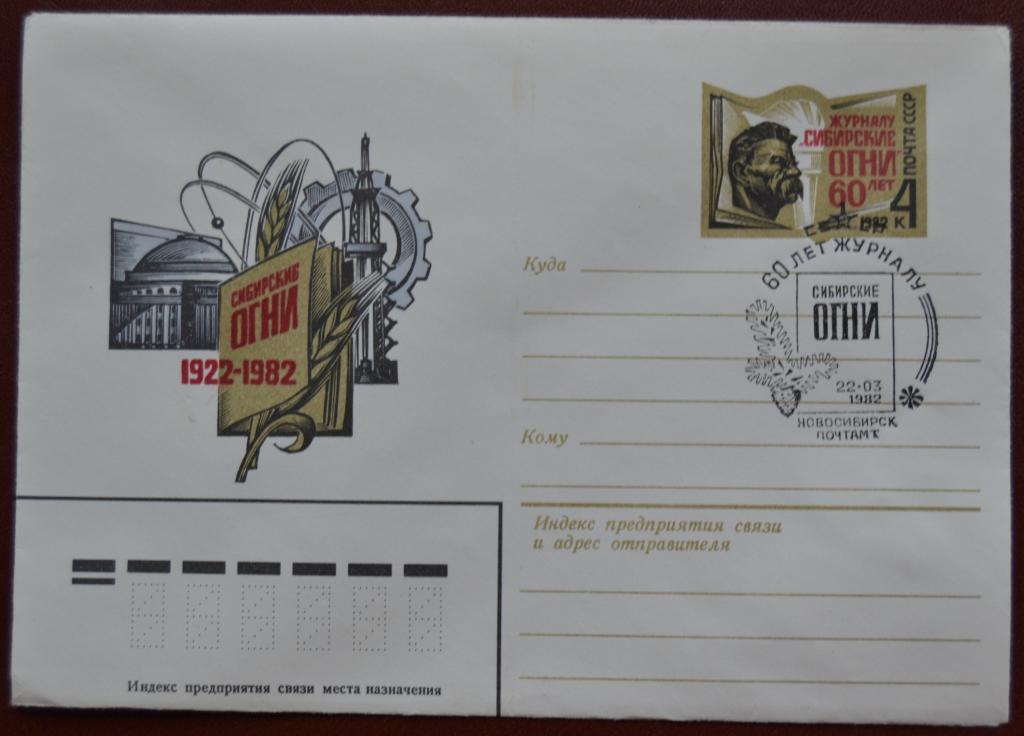 СИБИРСКИЕ
ОГНИ
1922-1982
ЖУРНАЛУ
"СИБИРСКИЕ
ОГНИ"
60 ЛЕТ
ПОЧТА СССР
1982
4 К
60 ЛЕТ ЖУРНАЛУ
СИБИРСКИЕ
ОГНИ
22-03
1982
НОВОСИБИРСК
ПОЧТАМТ
Куда
Кому
Индекс предприятия связи
и адрес отправителя
Индекс предприятия связи места назначения